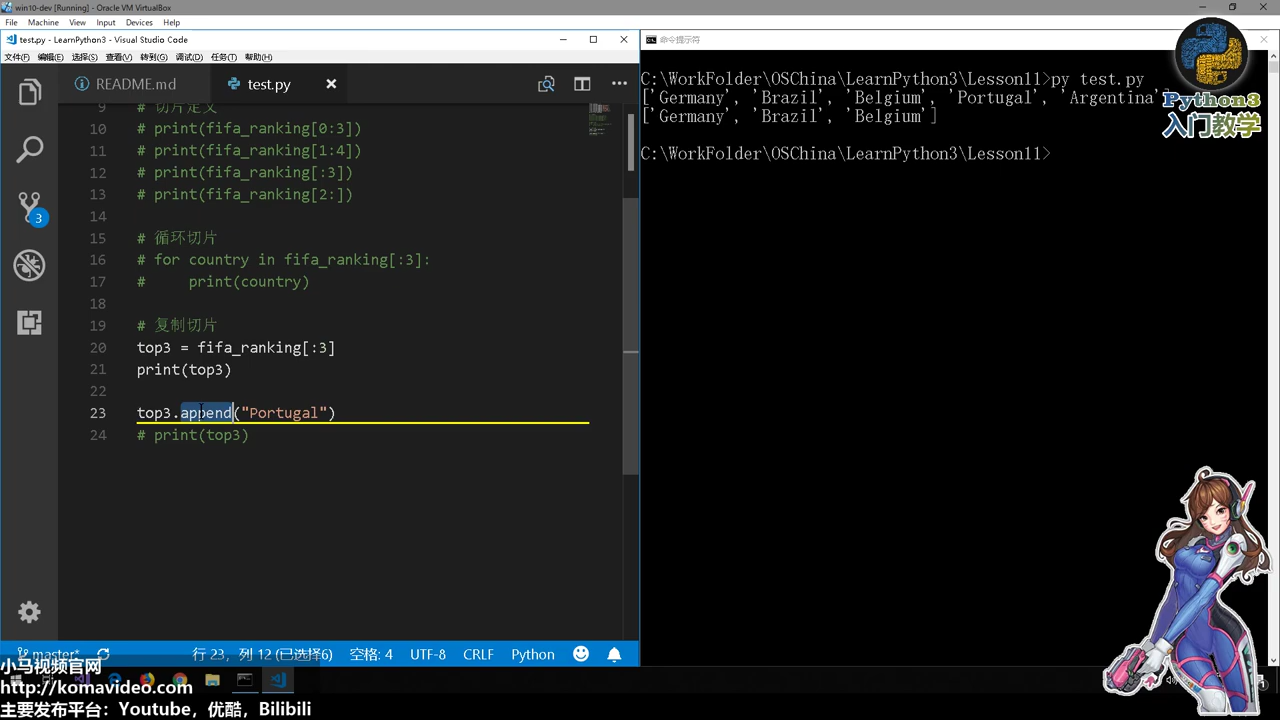 win10-dev [Running] - Oracle VM VirtualBox
File Machine View Input Devices Help
test.py - LearnPython3 - Visual Studio Code
文件(F) 编辑(E) 选择(S) 查看(V) 转到(G) 调试(D) 任务(T) 帮助(H)
README.md test.py
9 # 切片定义
10 # print(fifa_ranking[0:3])
11 # print(fifa_ranking[1:4])
12 # print(fifa_ranking[:3])
13 # print(fifa_ranking[2:])
14
15 # 循环切片
16 # for country in fifa_ranking[:3]:
17 #     print(country)
18
19 # 复制切片
20 top3 = fifa_ranking[:3]
21 print(top3)
22
23 top3.append("Portugal")
24 # print(top3)
3
master*
行 23, 列 12 (已选择6) 空格: 4 UTF-8 CRLF Python
命令提示符
C:\WorkFolder\OSChina\LearnPython3\Lesson11>py test.py
['Germany', 'Brazil', 'Belgium', 'Portugal', 'Argentina'
['Germany', 'Brazil', 'Belgium']
C:\WorkFolder\OSChina\LearnPython3\Lesson11>
Python3
入门教学
小马视频官网
http://komavideo.com
主要发布平台：Youtube，优酷，Bilibili